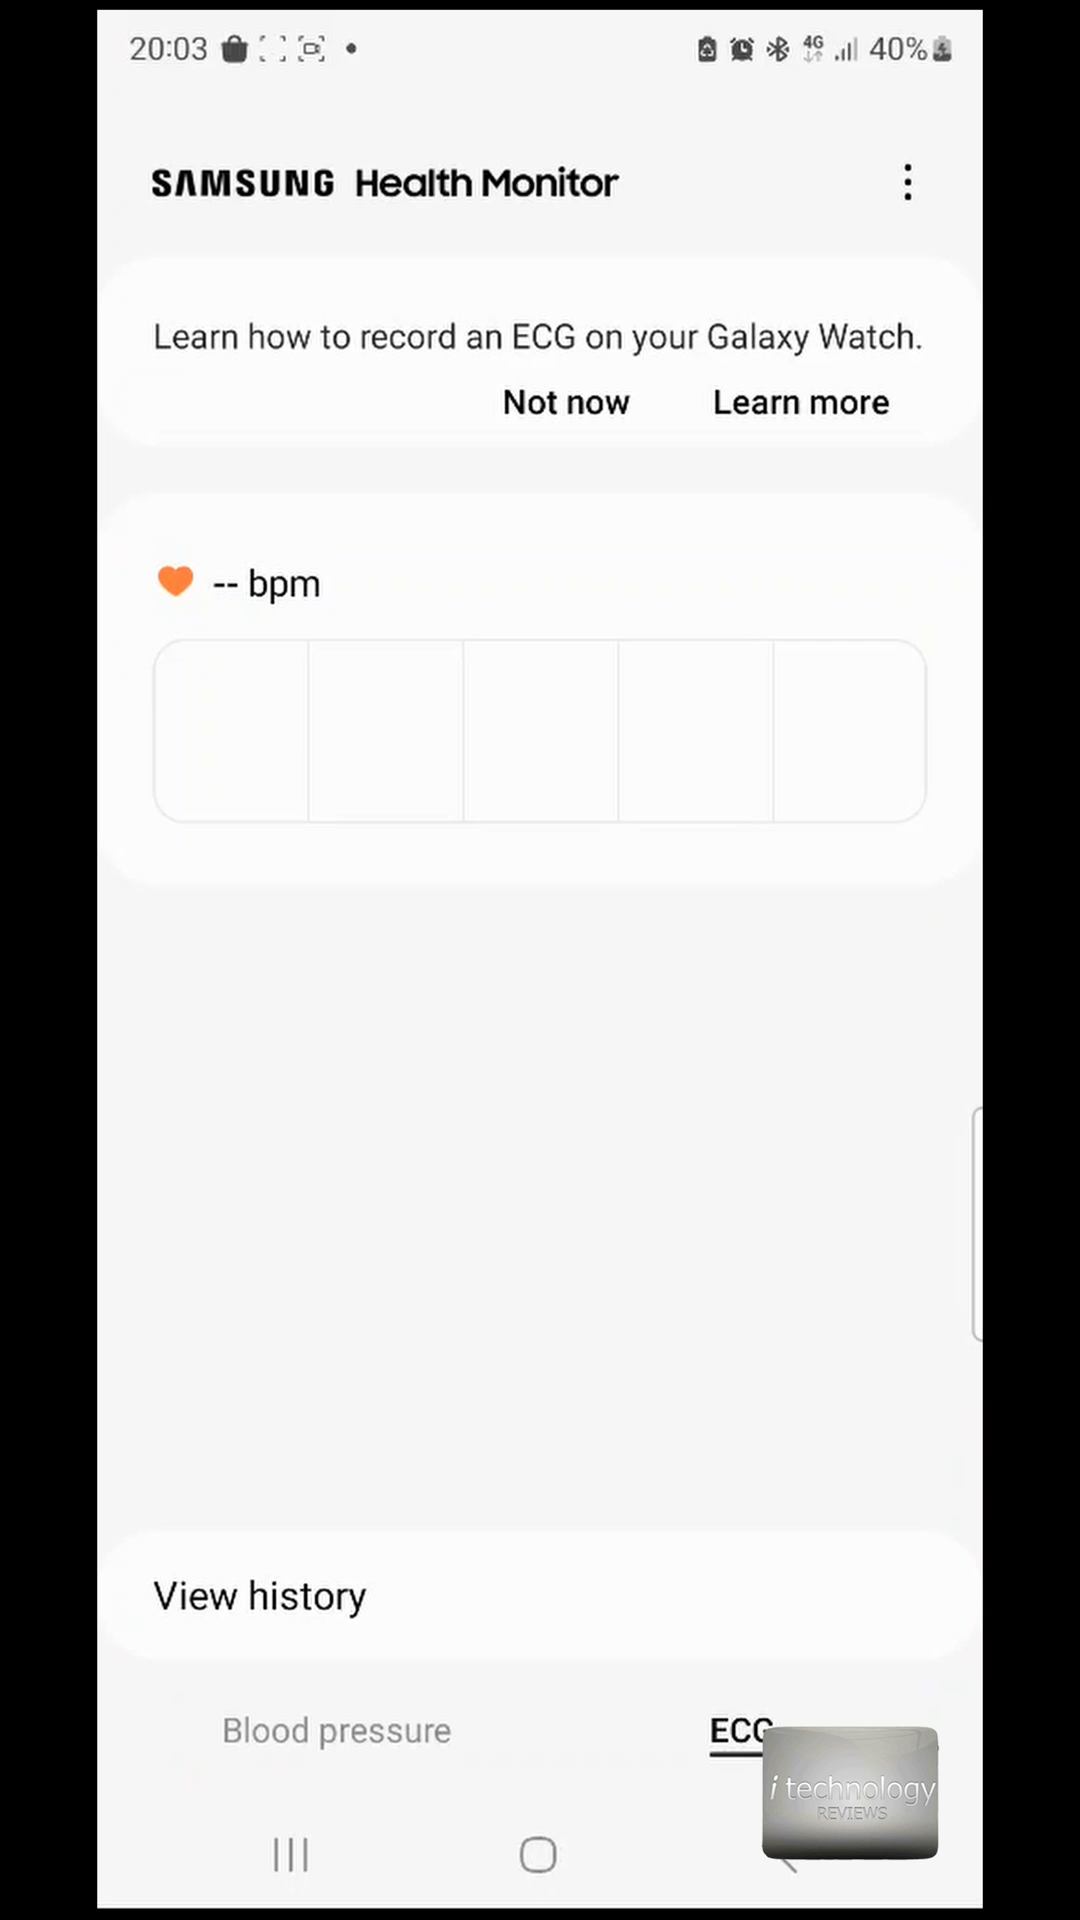 20:03 4G 40%
SAMSUNG Health Monitor
Learn how to record an ECG on your Galaxy Watch.
Not now Learn more
-- bpm
View history
Blood pressure ECG
i technology
REVIEWS